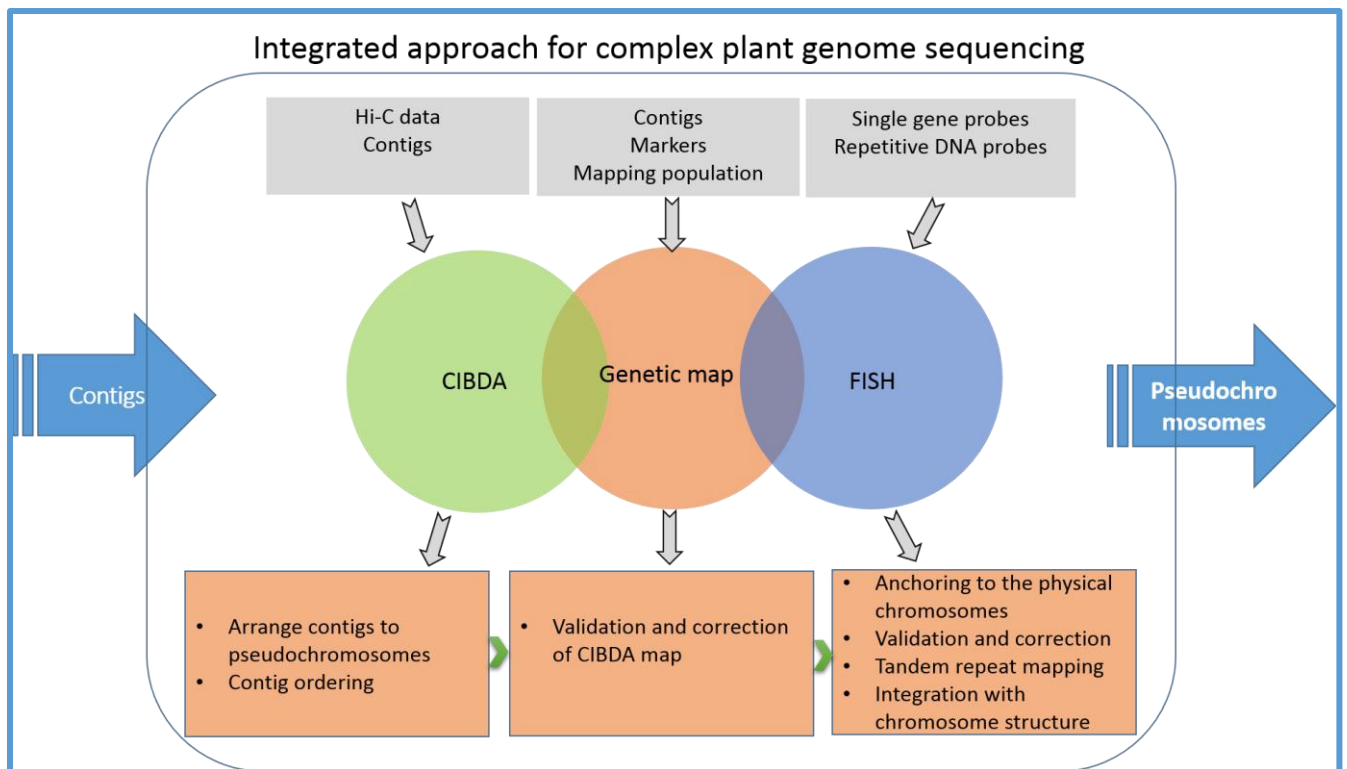 Integrated approach for complex plant genome sequencing
Hi-C data
Contigs
Contigs
Markers
Mapping population
Single gene probes
Repetitive DNA probes
Contigs
CIBDA
Genetic map
FISH
Pseudochro
mosomes
• Arrange contigs to
pseudochromosomes
• Contig ordering
• Validation and correction
of CIBDA map
• Anchoring to the physical
chromosomes
• Validation and correction
• Tandem repeat mapping
• Integration with
chromosome structure